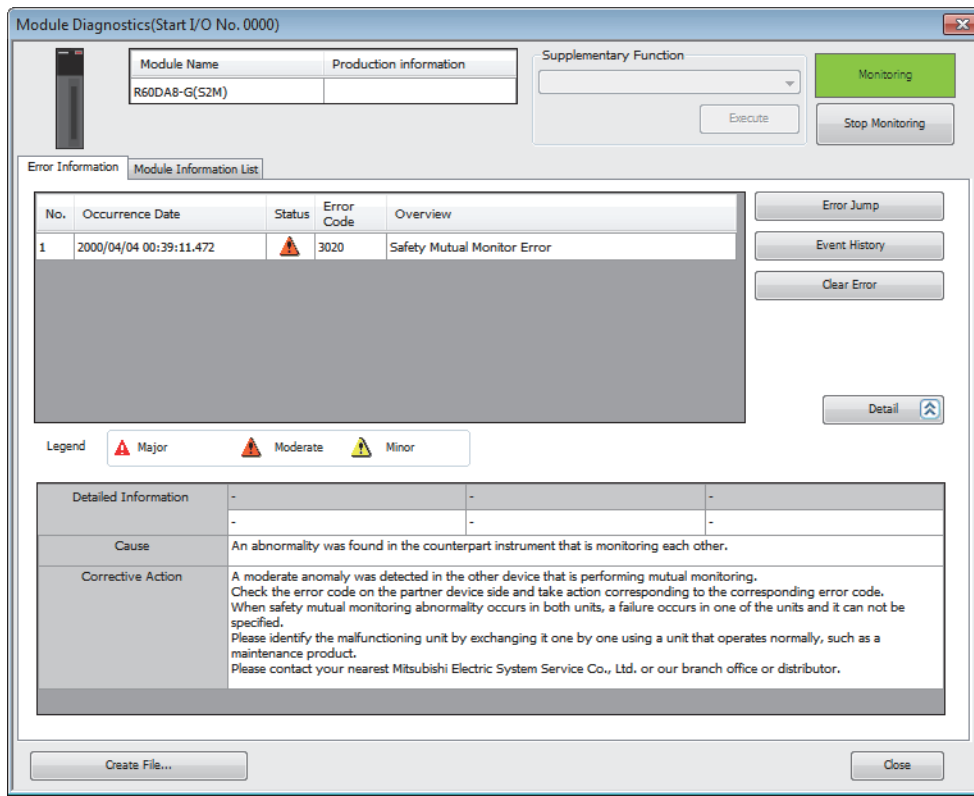 Module Diagnostics(Start I/O No. 0000)
Module Name Production information
R60DA8-G(S2M)
Supplementary Function
Execute
Monitoring
Stop Monitoring
Error Information Module Information List
No. Occurrence Date Status Error Code Overview
1 2000/04/04 00:39:11.472 3020 Safety Mutual Monitor Error
Error Jump
Event History
Clear Error
Detail
Legend Major Moderate Minor
Detailed Information - - -
- - -
Cause An abnormality was found in the counterpart instrument that is monitoring each other.
Corrective Action A moderate anomaly was detected in the other device that is performing mutual monitoring.
Check the error code on the partner device side and take action corresponding to the corresponding error code.
When safety mutual monitoring abnormality occurs in both units, a failure occurs in one of the units and it can not be
specified.
Please identify the malfunctioning unit by exchanging it one by one using a unit that operates normally, such as a
maintenance product.
Please contact your nearest Mitsubishi Electric System Service Co., Ltd. or our branch office or distributor.
Create File... Close